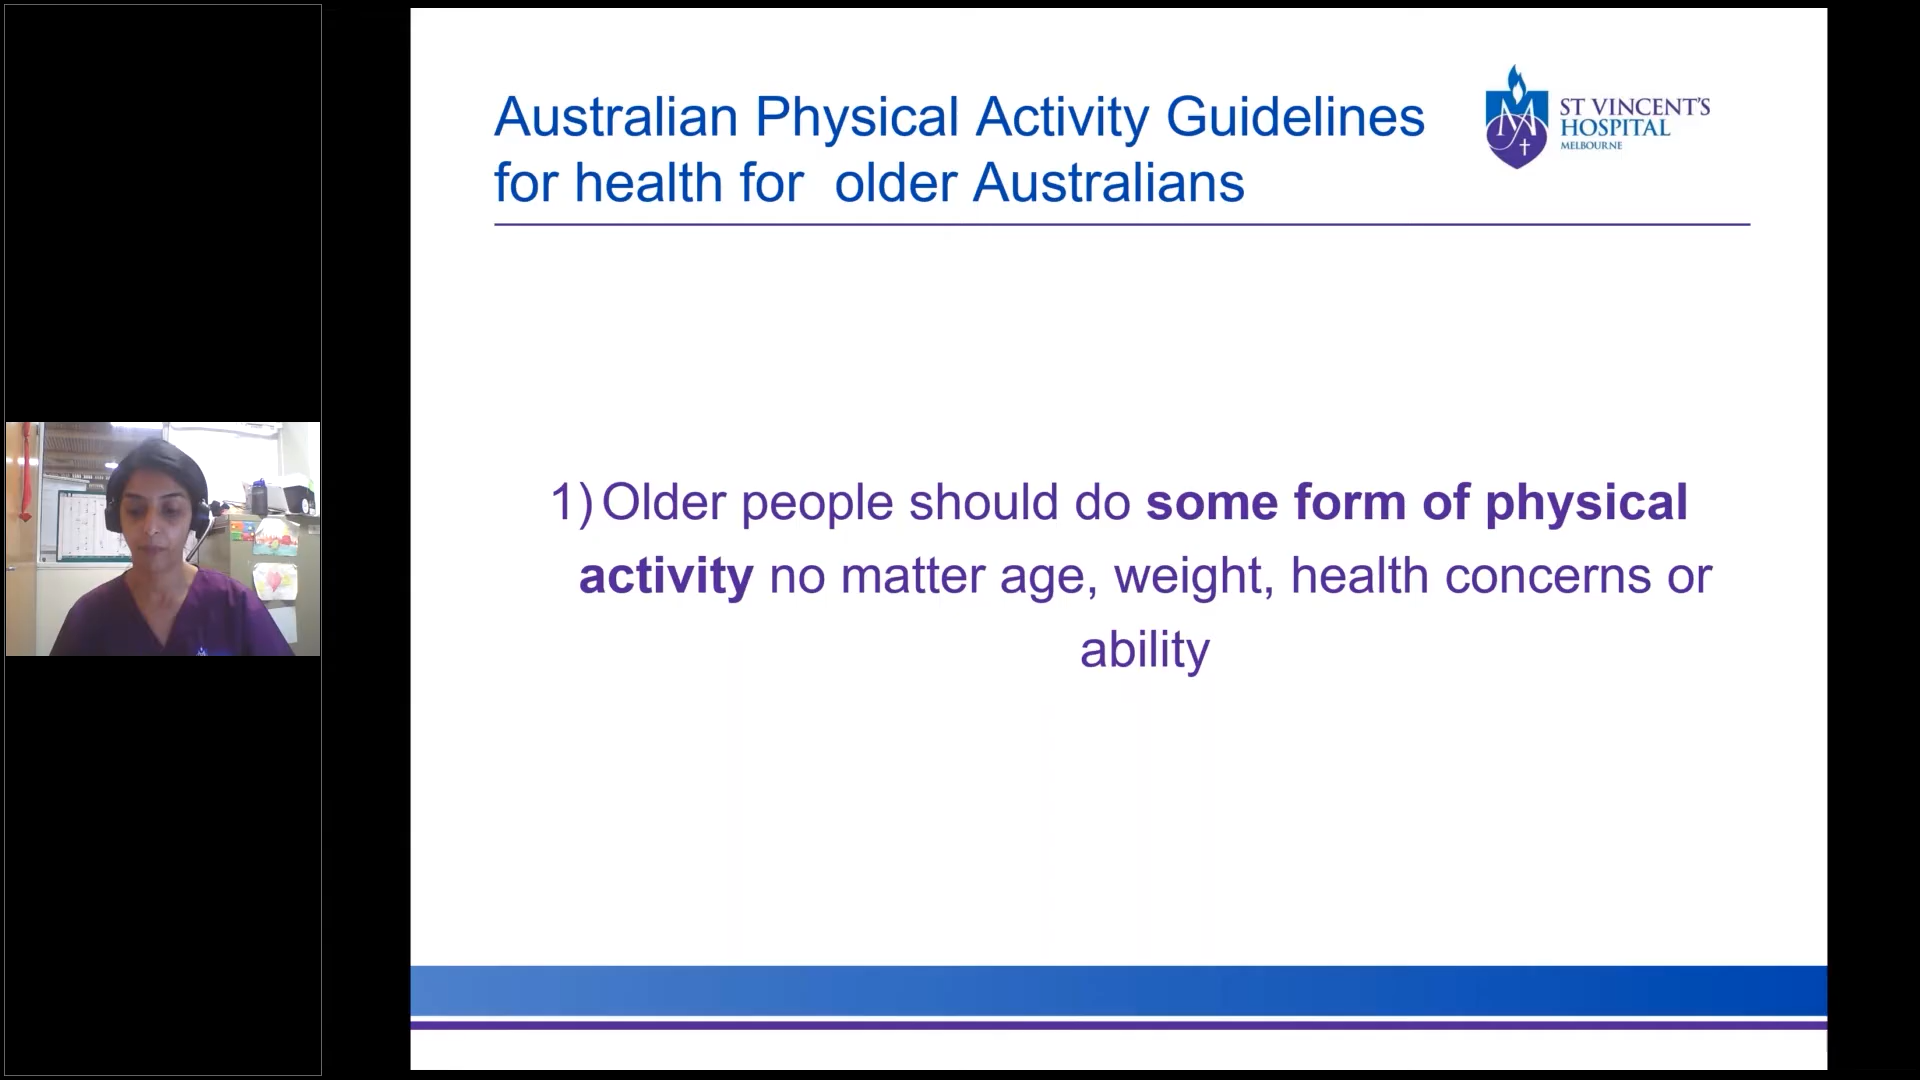 Australian Physical Activity Guidelines
for health for older Australians
ST VINCENT'S
HOSPITAL
MELBOURNE
1) Older people should do some form of physical
activity no matter age, weight, health concerns or
ability